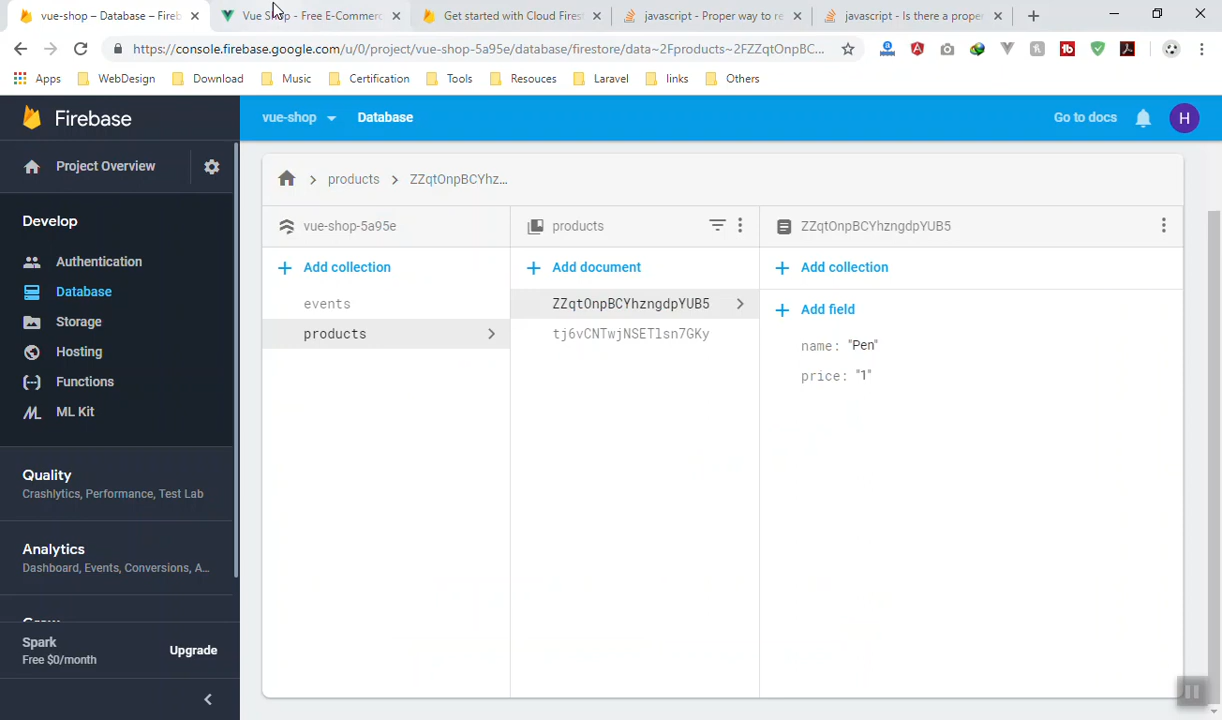 vue-shop – Database – Fireb
Vue Shop - Free E-Commerc
Get started with Cloud Fires
javascript - Proper way to re
javascript - Is there a proper
https://console.firebase.google.com/u/0/project/vue-shop-5a95e/database/firestore/data~2Fproducts~2FZZqtOnpBC...
Apps
WebDesign
Download
Music
Certification
Tools
Resouces
Laravel
links
Others
Firebase
vue-shop
Database
Go to docs
H
Project Overview
products
ZZqtOnpBCYhz...
Develop
vue-shop-5a95e
products
ZZqtOnpBCYhzngdpYUB5
Authentication
Add collection
Add document
Add collection
Database
events
ZZqtOnpBCYhzngdpYUB5
Add field
Storage
products
tj6vCNTwjNSETlsn7GKy
name: "Pen"
Hosting
price: "1"
Functions
ML Kit
Quality
Crashlytics, Performance, Test Lab
Analytics
Dashboard, Events, Conversions, A...
Spark
Free $0/month
Upgrade